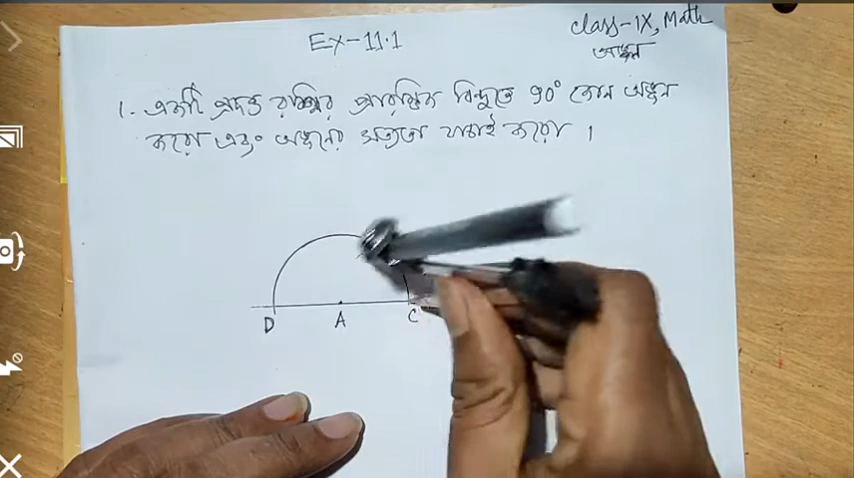 Ex-11.1
Class-IX, Math
অঙ্কন
1. একটি প্রদত্ত রশ্মির প্রারম্ভিক বিন্দুতে 90° কোণ অঙ্কন
করো এবং অঙ্কনের সত্যতা যাচাই করো ।
D A C